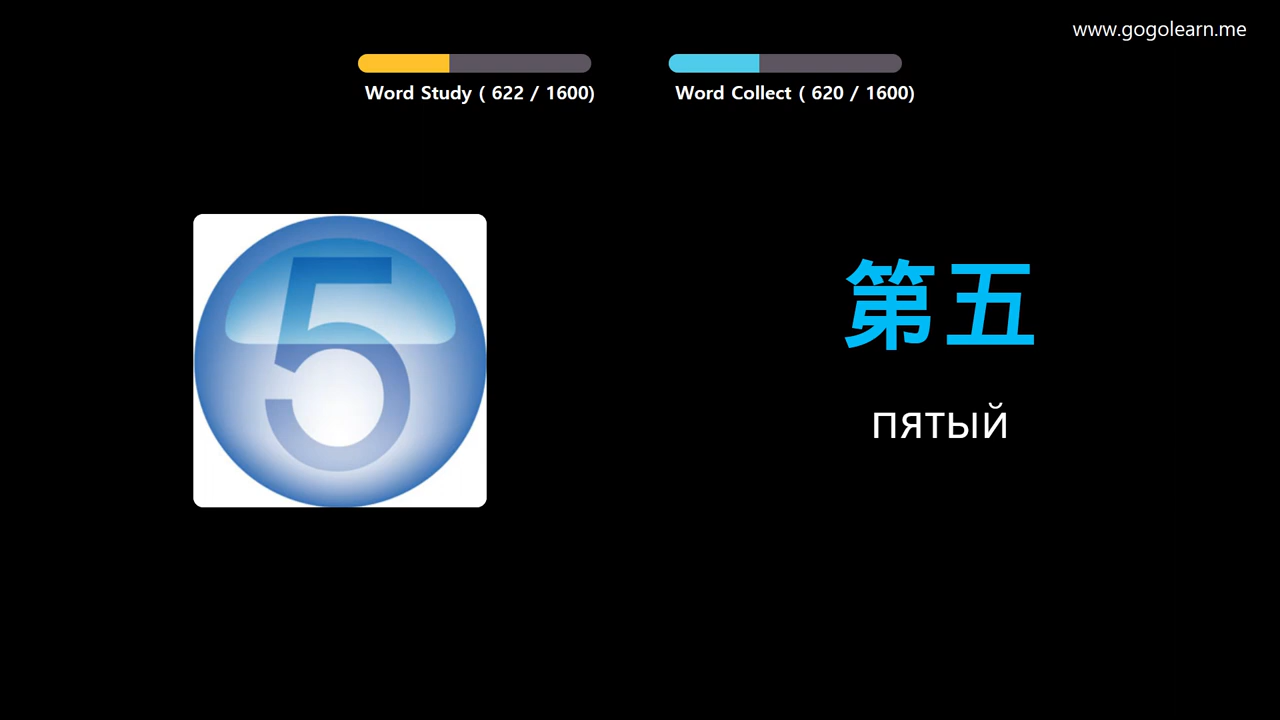 www.gogolearn.me
Word Study ( 622 / 1600)
Word Collect ( 620 / 1600)
5
第五
пятый